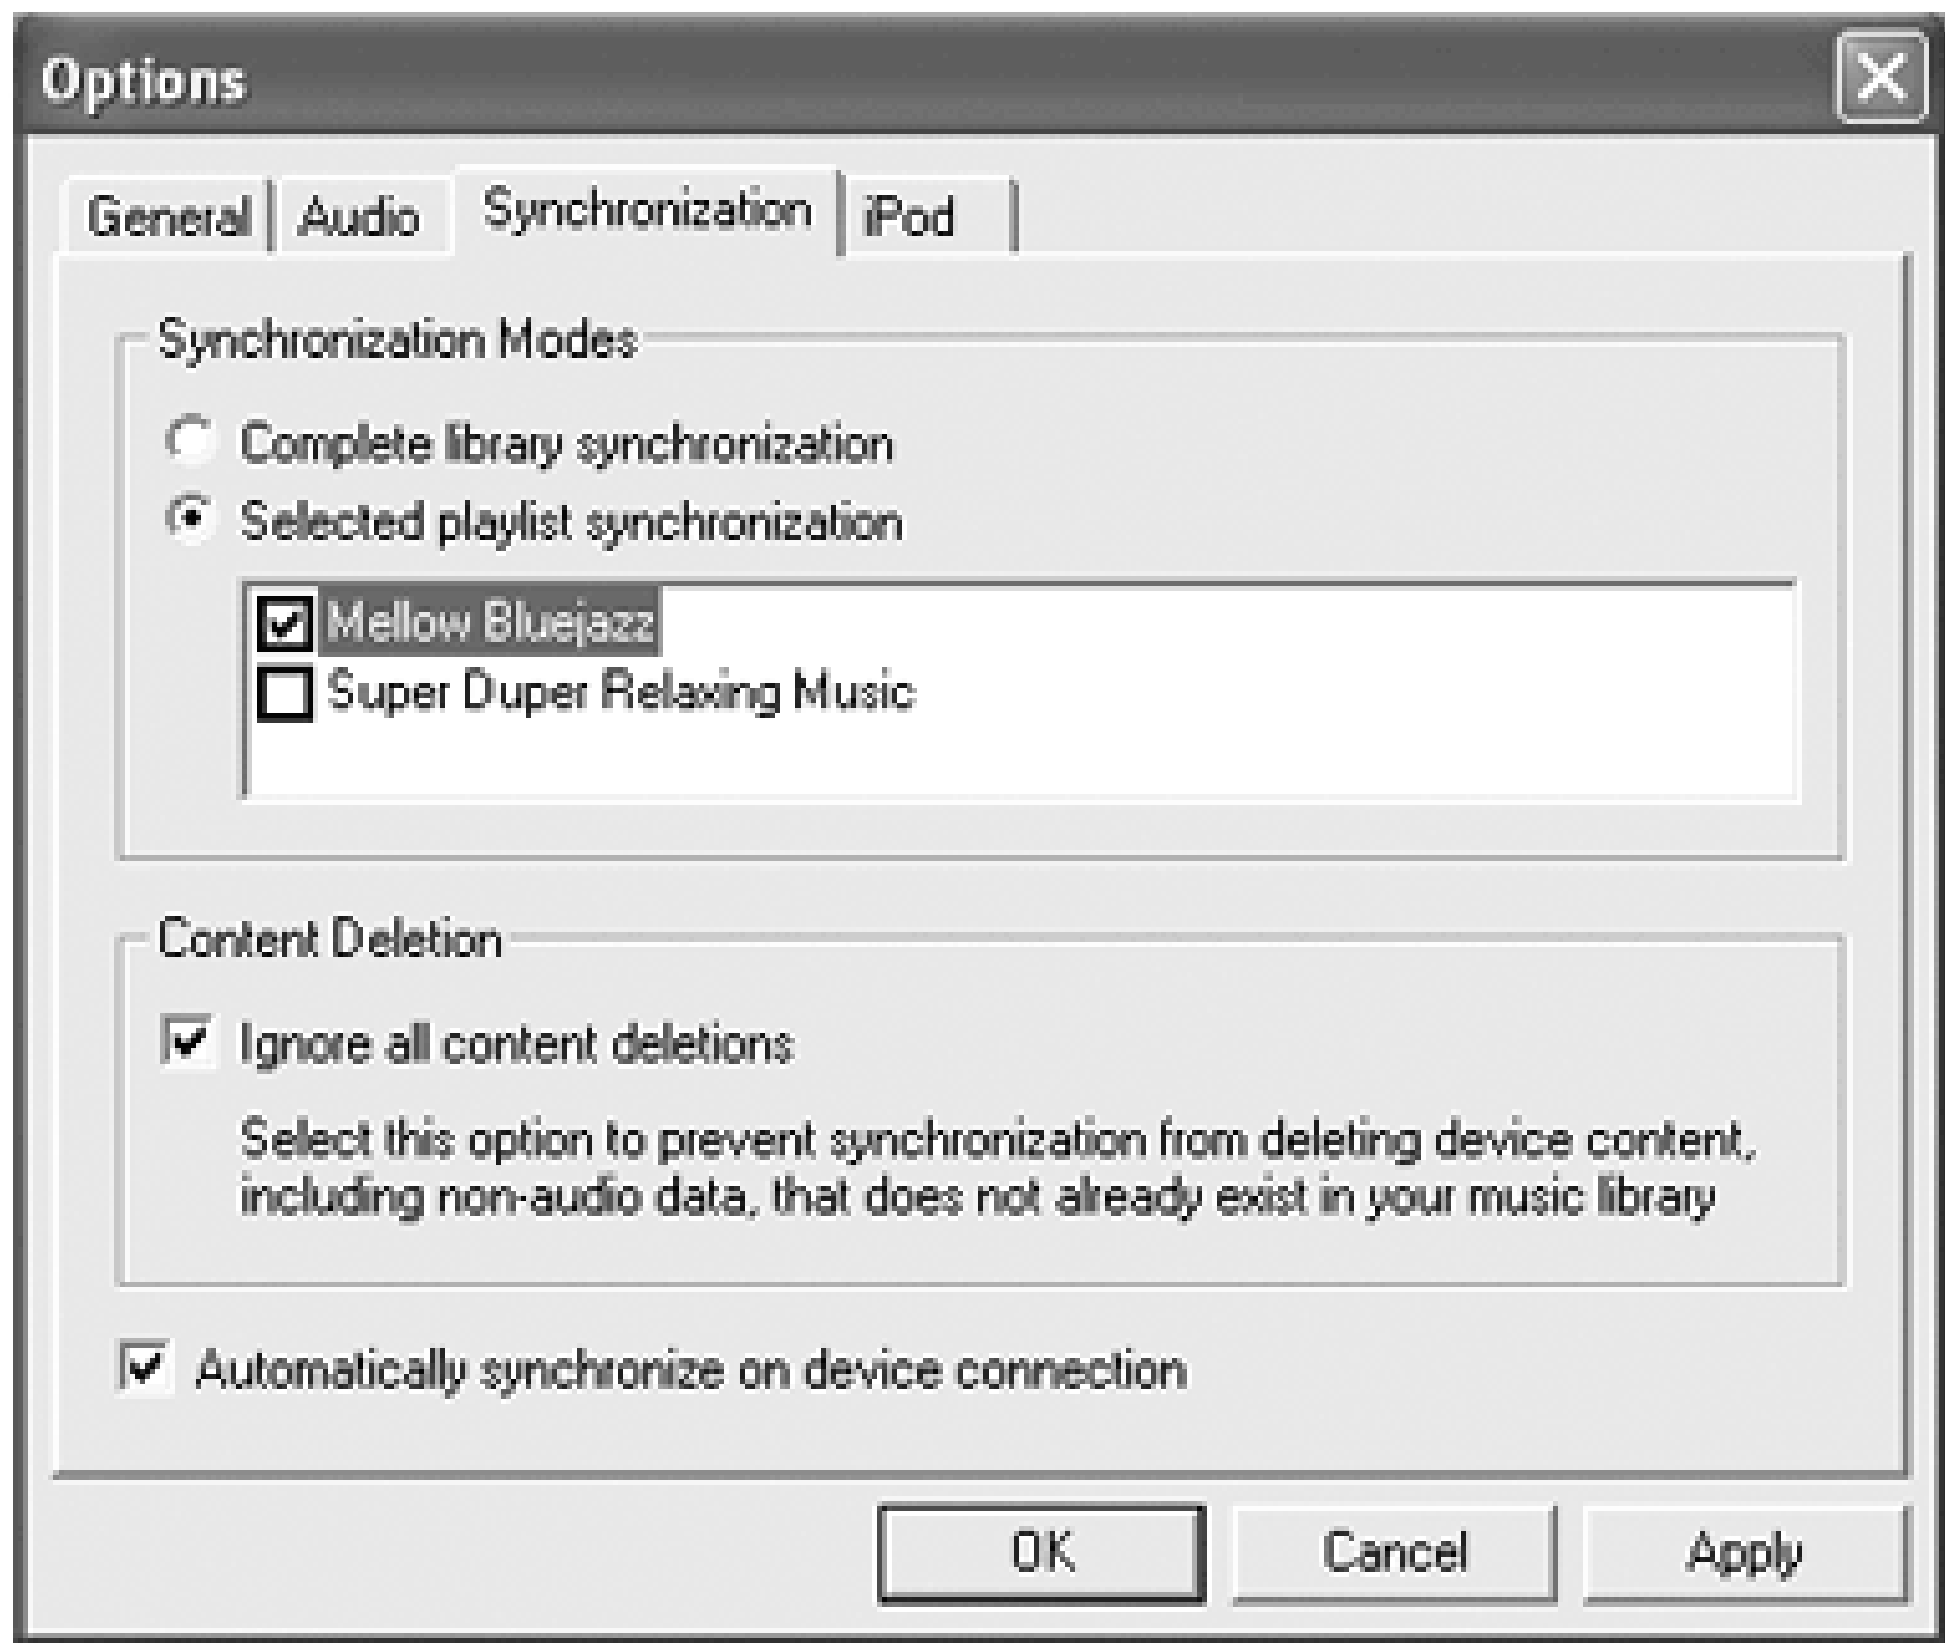 Options
General Audio Synchronization iPod
Synchronization Modes
Complete library synchronization
Selected playlist synchronization
Mellow Bluejazz
Super Duper Relaxing Music
Content Deletion
Ignore all content deletions
Select this option to prevent synchronization from deleting device content,
including non-audio data, that does not already exist in your music library
Automatically synchronize on device connection
OK Cancel Apply